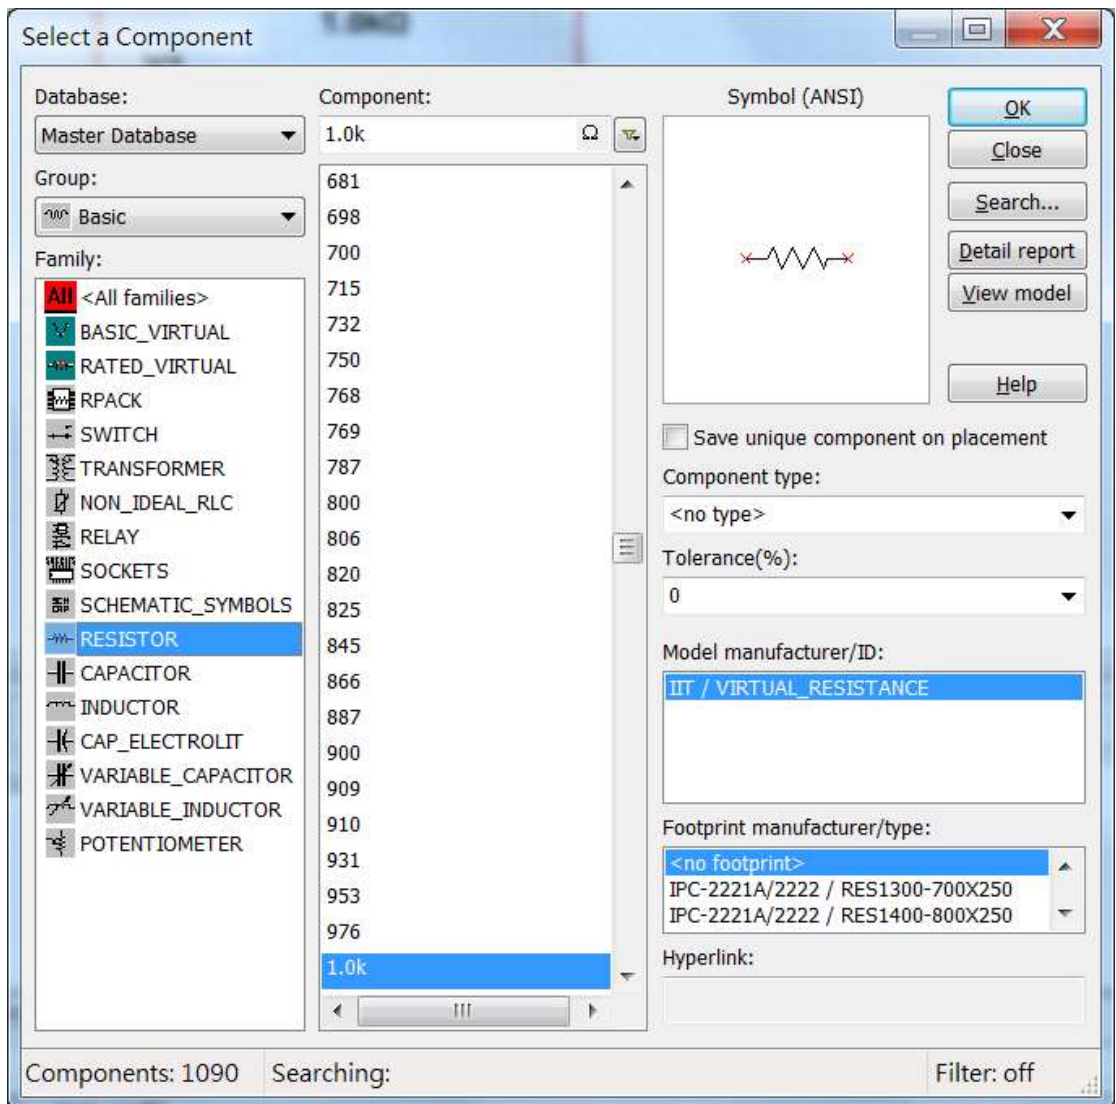 1.0kΩ
Select a Component
Database:
Master Database
Group:
Basic
Family:
All <All families>
BASIC_VIRTUAL
RATED_VIRTUAL
RPACK
SWITCH
TRANSFORMER
NON_IDEAL_RLC
RELAY
SOCKETS
SCHEMATIC_SYMBOLS
RESISTOR
CAPACITOR
INDUCTOR
CAP_ELECTROLIT
VARIABLE_CAPACITOR
VARIABLE_INDUCTOR
POTENTIOMETER
Component:
1.0k Ω
681
698
700
715
732
750
768
769
787
800
806
820
825
845
866
887
900
909
910
931
953
976
1.0k
Symbol (ANSI)
OK
Close
Search...
Detail report
View model
Help
Save unique component on placement
Component type:
<no type>
Tolerance(%):
0
Model manufacturer/ID:
IIT / VIRTUAL_RESISTANCE
Footprint manufacturer/type:
<no footprint>
IPC-2221A/2222 / RES1300-700X250
IPC-2221A/2222 / RES1400-800X250
Hyperlink:
Components: 1090 Searching: Filter: off